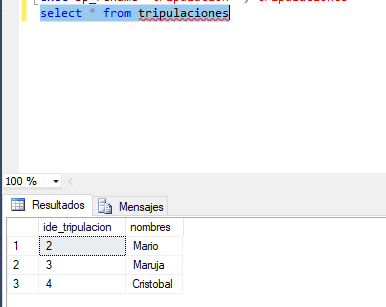 select * from tripulaciones
100 %
Resultados Mensajes
ide_tripulacion nombres
1 2 Mario
2 3 Maruja
3 4 Cristobal